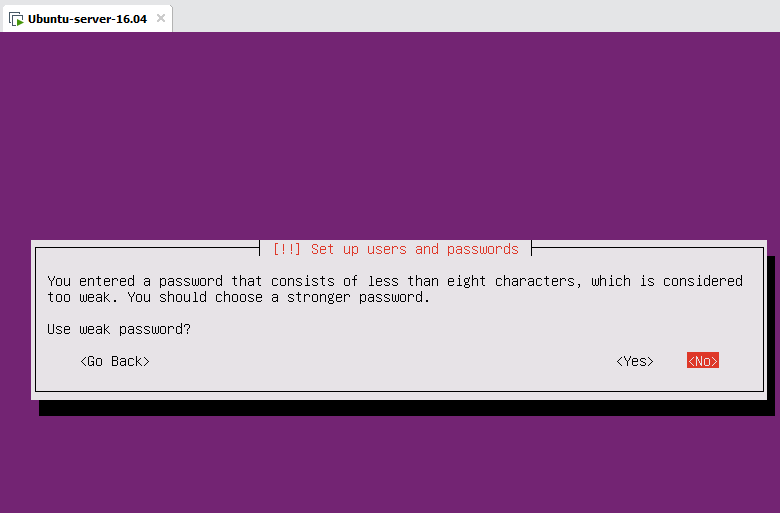 Ubuntu-server-16.04
[!!] Set up users and passwords
You entered a password that consists of less than eight characters, which is considered
too weak. You should choose a stronger password.
Use weak password?
<Go Back> <Yes> <No>